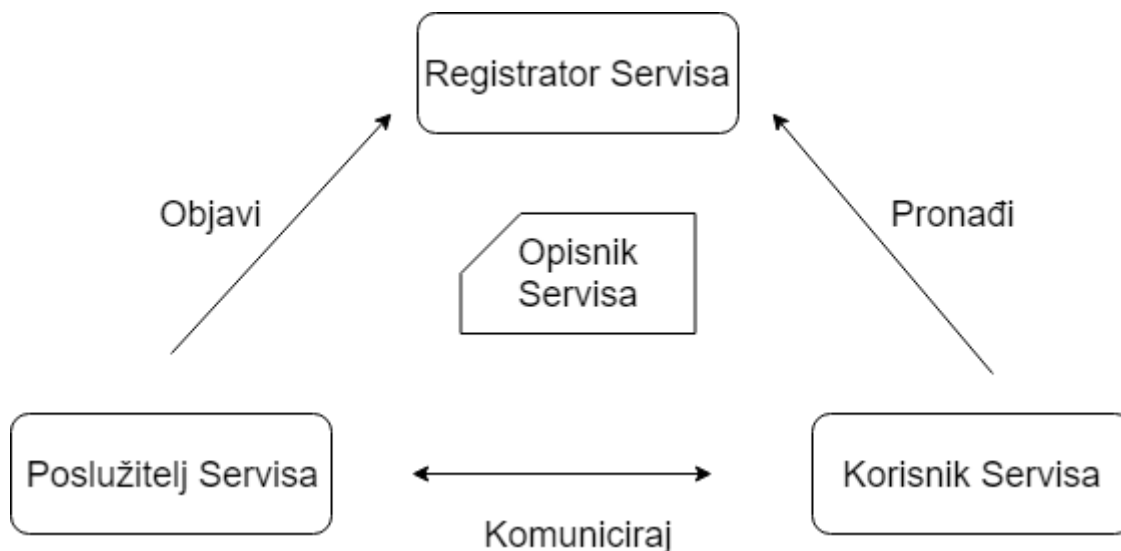 Registrator Servisa
Objavi
Pronađi
Opisnik
Servisa
Poslužitelj Servisa
Korisnik Servisa
Komuniciraj